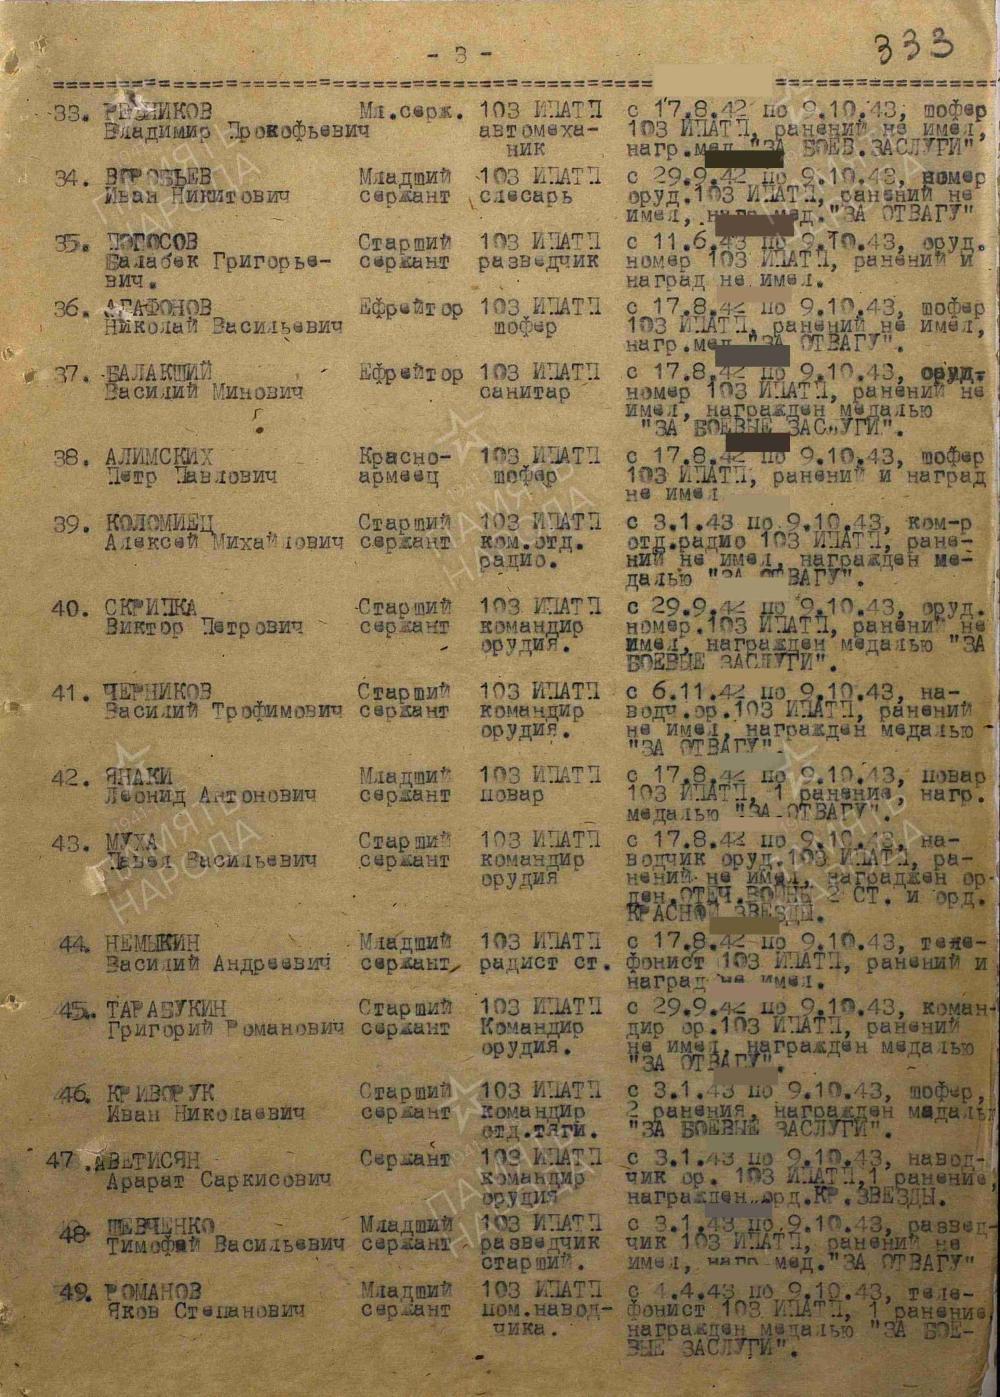 - 3 -
333
33. РЕЗНИКОВ Мл.серж. 103 ИПАТП с 17.8.42 по 9.10.43, шофер
Владимир Прокофьевич автомеха- 103 ИПАТП, ранений не имел,
ник нагр.мед. "ЗА БОЕВ.ЗАСЛУГИ"
34. ВОРОБЬЕВ Младший 103 ИПАТП с 29.9.42 по 9.10.43, номер
Иван Никитович сержант слесарь оруд.103 ИПАТП, ранений не
имел, нагр. мед."ЗА ОТВАГУ"
35. ПОГОСОВ Старший 103 ИПАТП с 11.6.43 по 9.10.43, оруд.
Балабек Григорье- сержант разведчик номер 103 ИПАТП, ранений и
вич. наград не имел.
36. АГАФОНОВ Ефрейтор 103 ИПАТП с 17.8.42 по 9.10.43, шофер
Николай Васильевич шофер 103 ИПАТП, ранений не имел,
нагр.мед. "ЗА ОТВАГУ".
37. БАЛАКШИЙ Ефрейтор 103 ИПАТП с 17.8.42 по 9.10.43, оруд.
Василий Минович санитар номер 103 ИПАТП, ранений не
имел, награжден медалью
"ЗА БОЕВЫЕ ЗАСЛУГИ".
38. АЛИМСКИХ Красно- 103 ИПАТП с 17.8.42 по 9.10.43, шофер
Петр Павлович армеец шофер 103 ИПАТП, ранений и наград
не имел
39. КОЛОМИЕЦ Старший 103 ИПАТП с 3.1.43 по 9.10.43, ком-р
Алексей Михайлович сержант ком.отд. отд.радио 103 ИПАТП, ране-
радио. ний не имел, награжден ме-
далью "ЗА ОТВАГУ".
40. СКРИПКА Старший 103 ИПАТП с 29.9.42 по 9.10.43, оруд.
Виктор Петрович сержант командир номер.103 ИПАТП, ранений не
орудия. имел, награжден медалью "ЗА
БОЕВЫЕ ЗАСЛУГИ".
41. ЧЕРНИКОВ Старший 103 ИПАТП с 6.11.42 по 9.10.43, на-
Василий Трофимович сержант командир водч.ор.103 ИПАТП, ранений
орудия. не имел, награжден медалью
"ЗА ОТВАГУ".
42. ЯНАКИ Младший 103 ИПАТП с 17.8.42 по 9.10.43, повар
Леонид Антонович сержант повар 103 ИПАТП, 1 ранение, нагр.
медалью "ЗА ОТВАГУ".
43. МУХА Старший 103 ИПАТП с 17.8.42 по 9.10.43, на-
Павел Васильевич сержант командир водчик оруд.103 ИПАТП, ра-
орудия нений не имел, награжден ор-
ден.ОТЕЧ.ВОЙНЫ 2 СТ. и орд.
КРАСНОЙ ЗВЕЗДЫ.
44. НЕМЫКИН Младший 103 ИПАТП с 17.8.42 по 9.10.43, теле-
Василий Андреевич сержант радист ст. фонист 103 ИПАТП, ранений и
наград не имел.
45. ТАРАБУКИН Старший 103 ИПАТП с 29.9.42 по 9.10.43, коман-
Григорий Романович сержант Командир дир ор.103 ИПАТП, ранений
орудия. не имел, награжден медалью
"ЗА ОТВАГУ".
46. КРИВОРУК Старший 103 ИПАТП с 3.1.43 по 9.10.43, шофер,
Иван Николаевич сержант командир 2 ранения, награжден медалью
отд.тяги. "ЗА БОЕВЫЕ ЗАСЛУГИ".
47. АВЕТИСЯН Сержант 103 ИПАТП с 3.1.43 по 9.10.43, навод-
Арарат Саркисович командир чик ор. 103 ИПАТП,1 ранение,
орудия награжден орд.КР.ЗВЕЗДЫ.
48. ШЕВЧЕНКО Младший 103 ИПАТП с 3.1.43 по 9.10.43, развед-
Тимофей Васильевич сержант разведчик чик 103 ИПАТП, ранений не
старший. имел, нагр. мед."ЗА ОТВАГУ"
49. РОМАНОВ Младший 103 ИПАТП с 4.4.43 по 9.10.43, теле-
Яков Степанович сержант пом.навод- фонист 103 ИПАТП, 1 ранение
чика. награжден медалью "ЗА БОЕ-
ВЫЕ ЗАСЛУГИ".